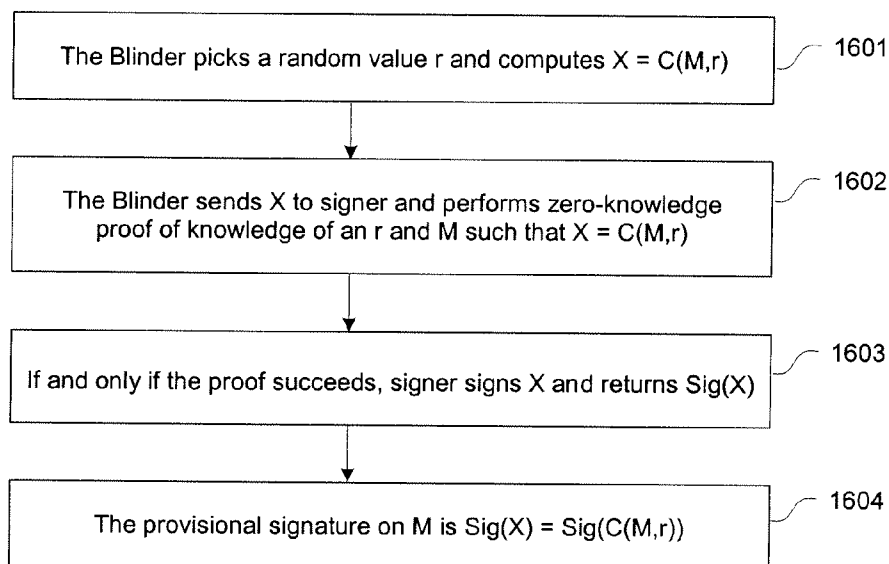 The Blinder picks a random value r and computes X = C(M,r)
1601
The Blinder sends X to signer and performs zero-knowledge
proof of knowledge of an r and M such that X = C(M,r)
1602
If and only if the proof succeeds, signer signs X and returns Sig(X)
1603
The provisional signature on M is Sig(X) = Sig(C(M,r))
1604